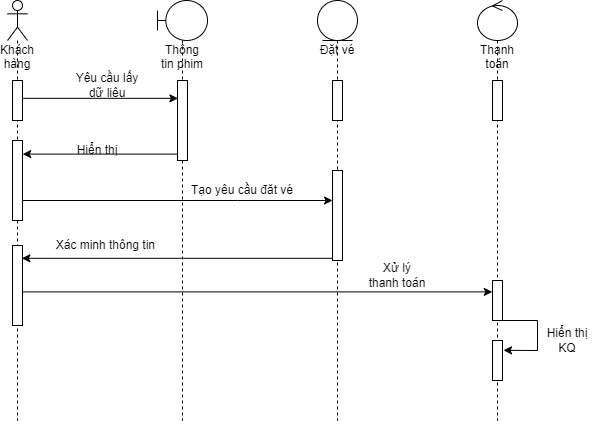 Khách
hàng
Thông
tin phim
Đặt vé
Thanh
toán
Yêu cầu lấy
dữ liệu
Hiển thị
Tạo yêu cầu đặt vé
Xác minh thông tin
Xử lý
thanh toán
Hiển thị
KQ